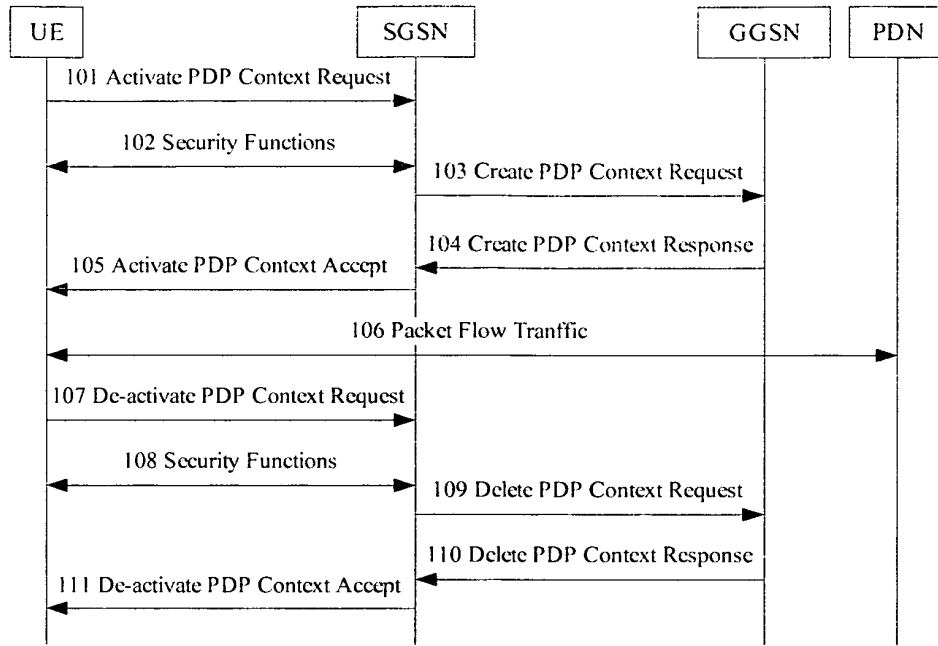 UE
SGSN
GGSN
PDN
101 Activate PDP Context Request
102 Security Functions
103 Create PDP Context Request
104 Create PDP Context Response
105 Activate PDP Context Accept
106 Packet Flow Tranffic
107 De-activate PDP Context Request
108 Security Functions
109 Delete PDP Context Request
110 Delete PDP Context Response
111 De-activate PDP Context Accept